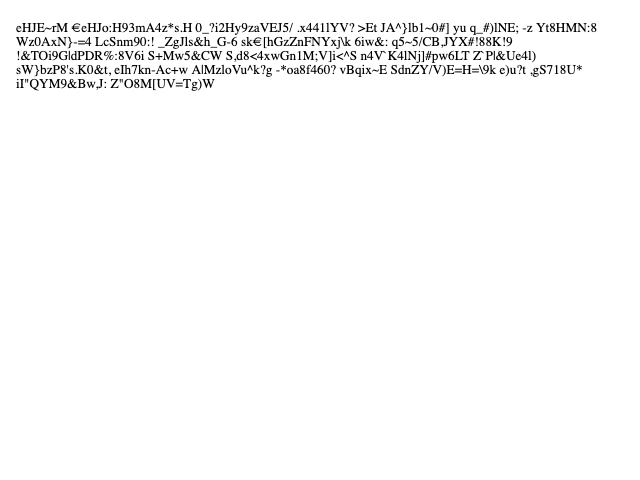 eHJE~rM €eHJo:H93mA4z*s.H 0_?i2Hy9zaVEJ5/ .x441lYV? >Et JA^}lb1~0#] yu q_#)lNE; -z Yt8HMN:8
Wz0AxN}-=4 LcSnm90:! _ZgJls&h_G-6 sk€[hGzZnFNYxj\k 6iw&: q5~5/CB,JYX#!88K!9
!&TOi9GldPDR%:8V6i S+Mw5&CW S,d8<4xwGn1M;V]i<^S n4V`K4lNj]#pw6LT Z`Pl&Ue4l)
sW}bzP8's.K0&t, eIh7kn-Ac+w A|MzloVu^k?g -*oa8f460? vBqix~E SdnZY/V)E=H=\9k e)u?t ,gS718U*
iI"QYM9&Bw,J: Z"O8M[UV=Tg)W